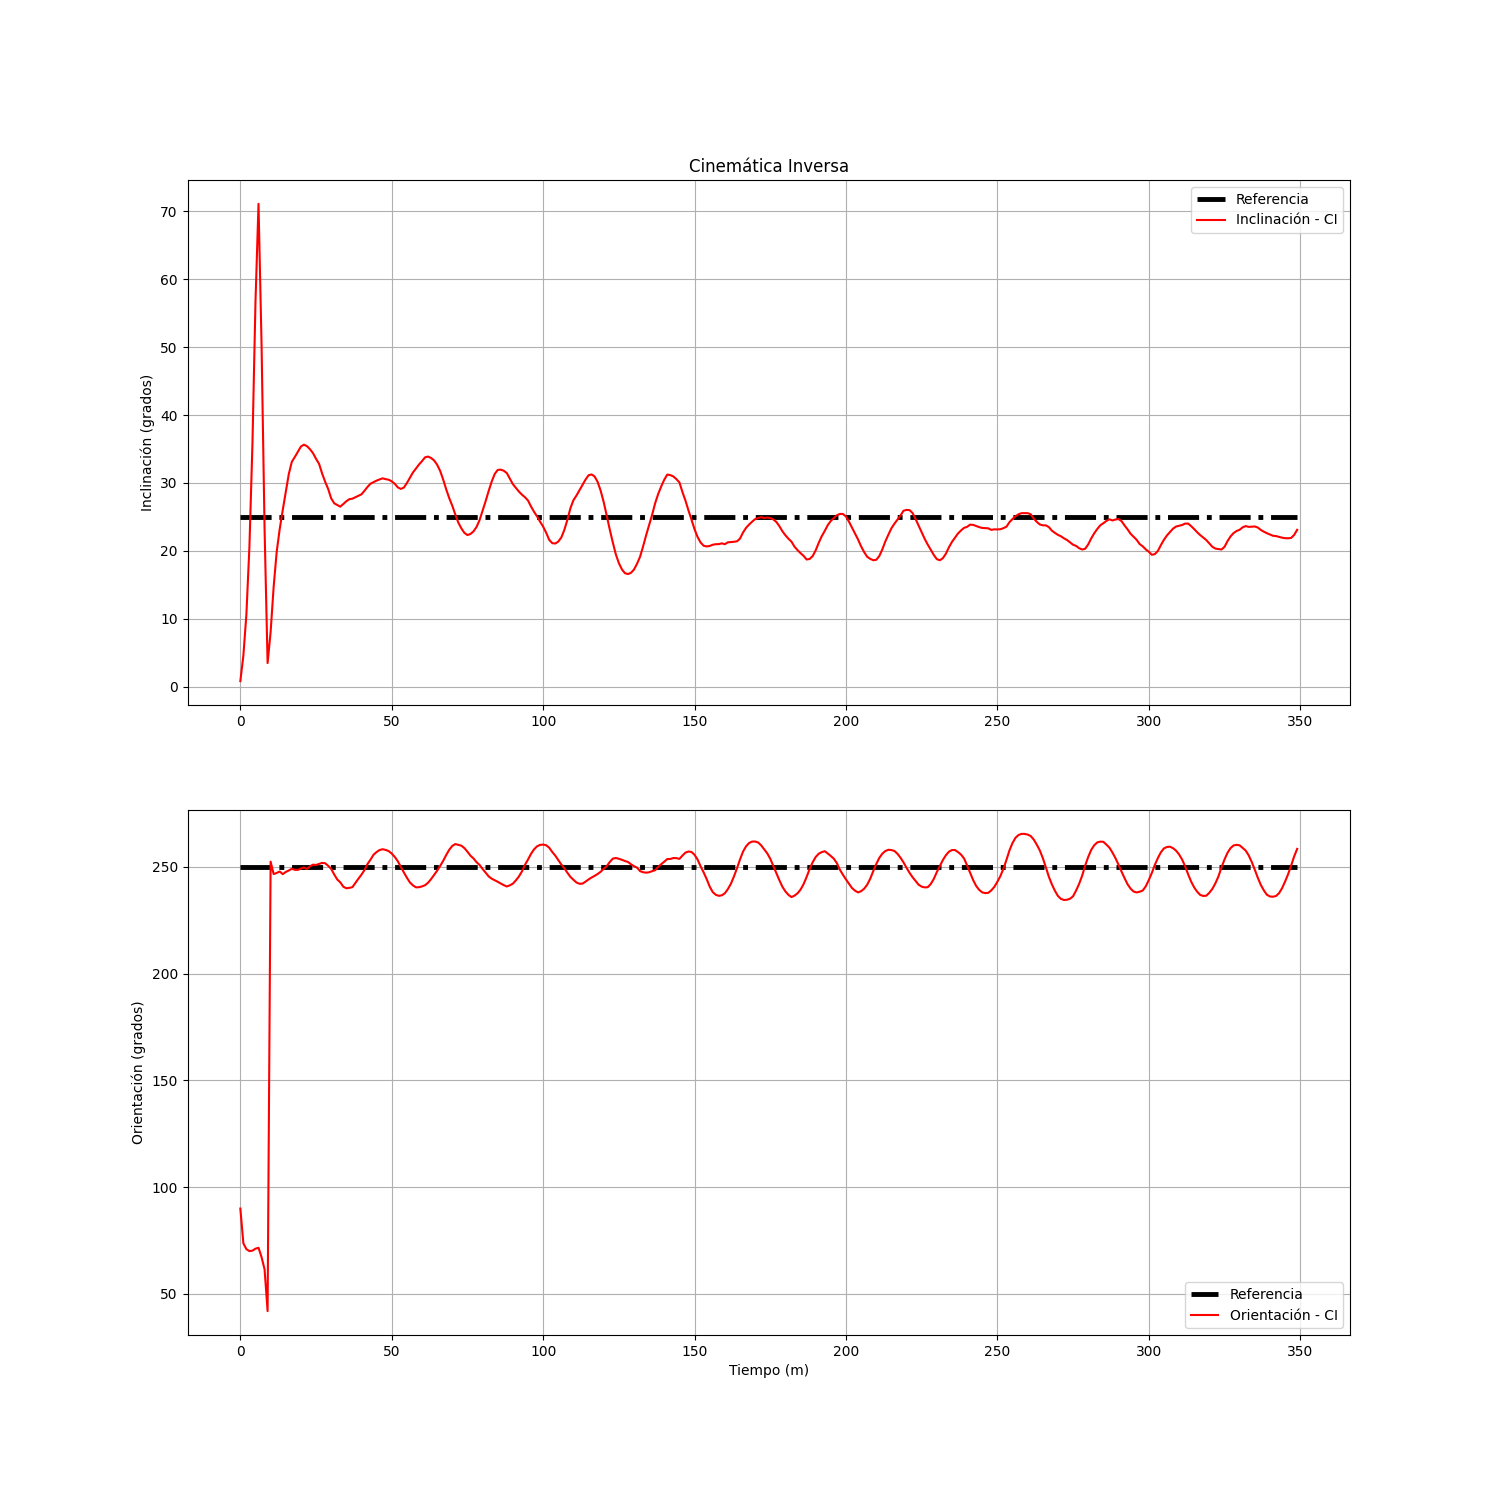 Cinemática Inversa
Referencia
Inclinación - CI
Inclinación (grados)
70
60
50
40
30
20
10
0
0 50 100 150 200 250 300 350
Orientación (grados)
250
200
150
100
50
Referencia
Orientación - CI
0 50 100 150 200 250 300 350
Tiempo (m)